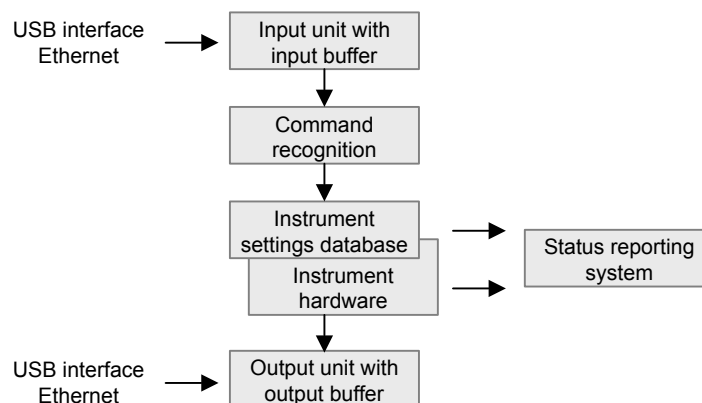 USB interface
Ethernet
Input unit with
input buffer
Command
recognition
Instrument
settings database
Instrument
hardware
Status reporting
system
USB interface
Ethernet
Output unit with
output buffer